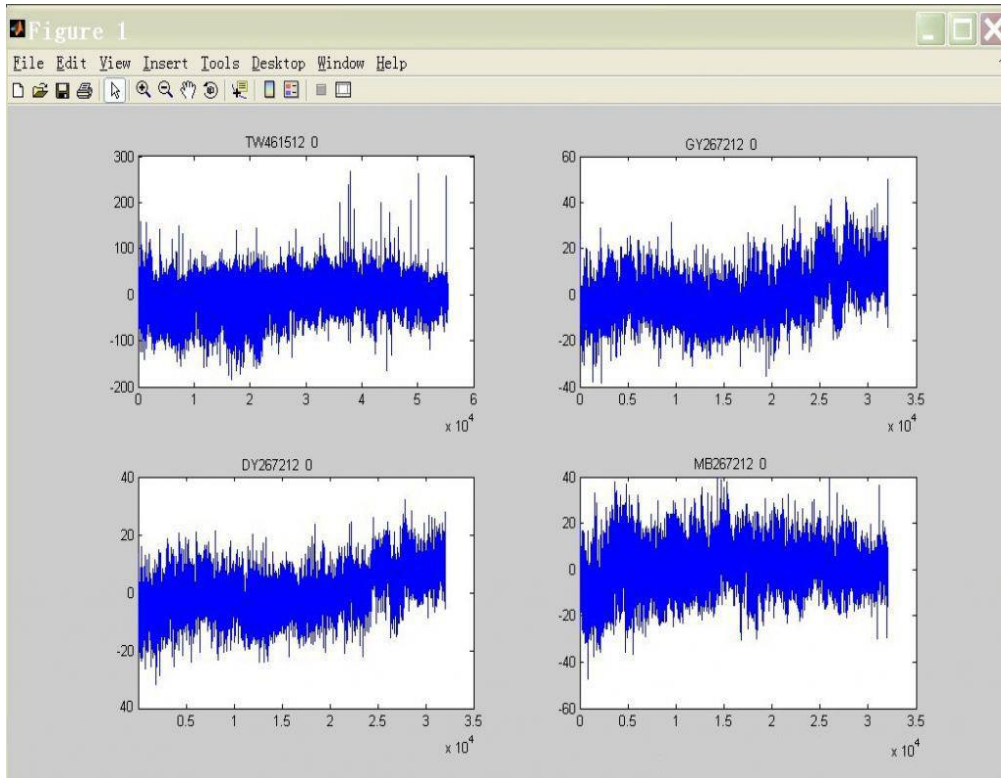 Figure 1
File Edit View Insert Tools Desktop Window Help
TW461512 0
300
200
100
0
-100
-200
0 1 2 3 4 5 6
x 10^4
GY267212 0
60
40
20
0
-20
-40
0 0.5 1 1.5 2 2.5 3 3.5
x 10^4
DY267212 0
40
20
0
-20
40
0.5 1 1.5 2 2.5 3 3.5
x 10^4
MB267212 0
40
20
0
-20
-40
-60
0 0.5 1 1.5 2 2.5 3 3.5
x 10^4